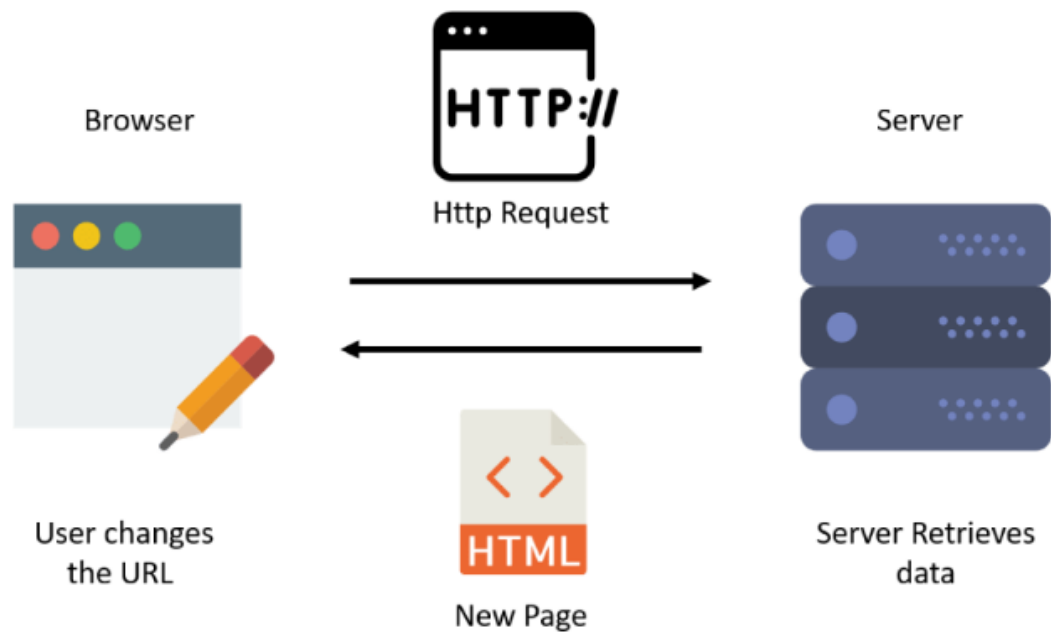 Browser
HTTP://
Http Request
Server
User changes
the URL
HTML
New Page
Server Retrieves
data